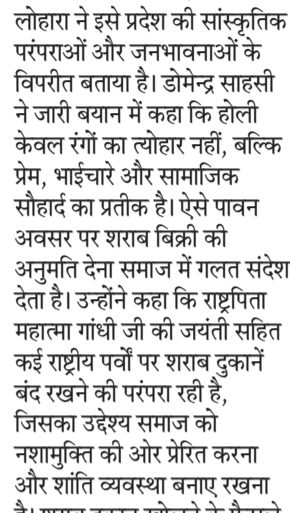 लोहारा ने इसे प्रदेश की सांस्कृतिक
परंपराओं और जनभावनाओं के
विपरीत बताया है। डोमेन्द्र साहसी
ने जारी बयान में कहा कि होली
केवल रंगों का त्योहार नहीं, बल्कि
प्रेम, भाईचारे और सामाजिक
सौहार्द का प्रतीक है। ऐसे पावन
अवसर पर शराब बिक्री की
अनुमति देना समाज में गलत संदेश
देता है। उन्होंने कहा कि राष्ट्रपिता
महात्मा गांधी जी की जयंती सहित
कई राष्ट्रीय पर्वों पर शराब दुकानें
बंद रखने की परंपरा रही है,
जिसका उद्देश्य समाज को
नशामुक्ति की ओर प्रेरित करना
और शांति व्यवस्था बनाए रखना